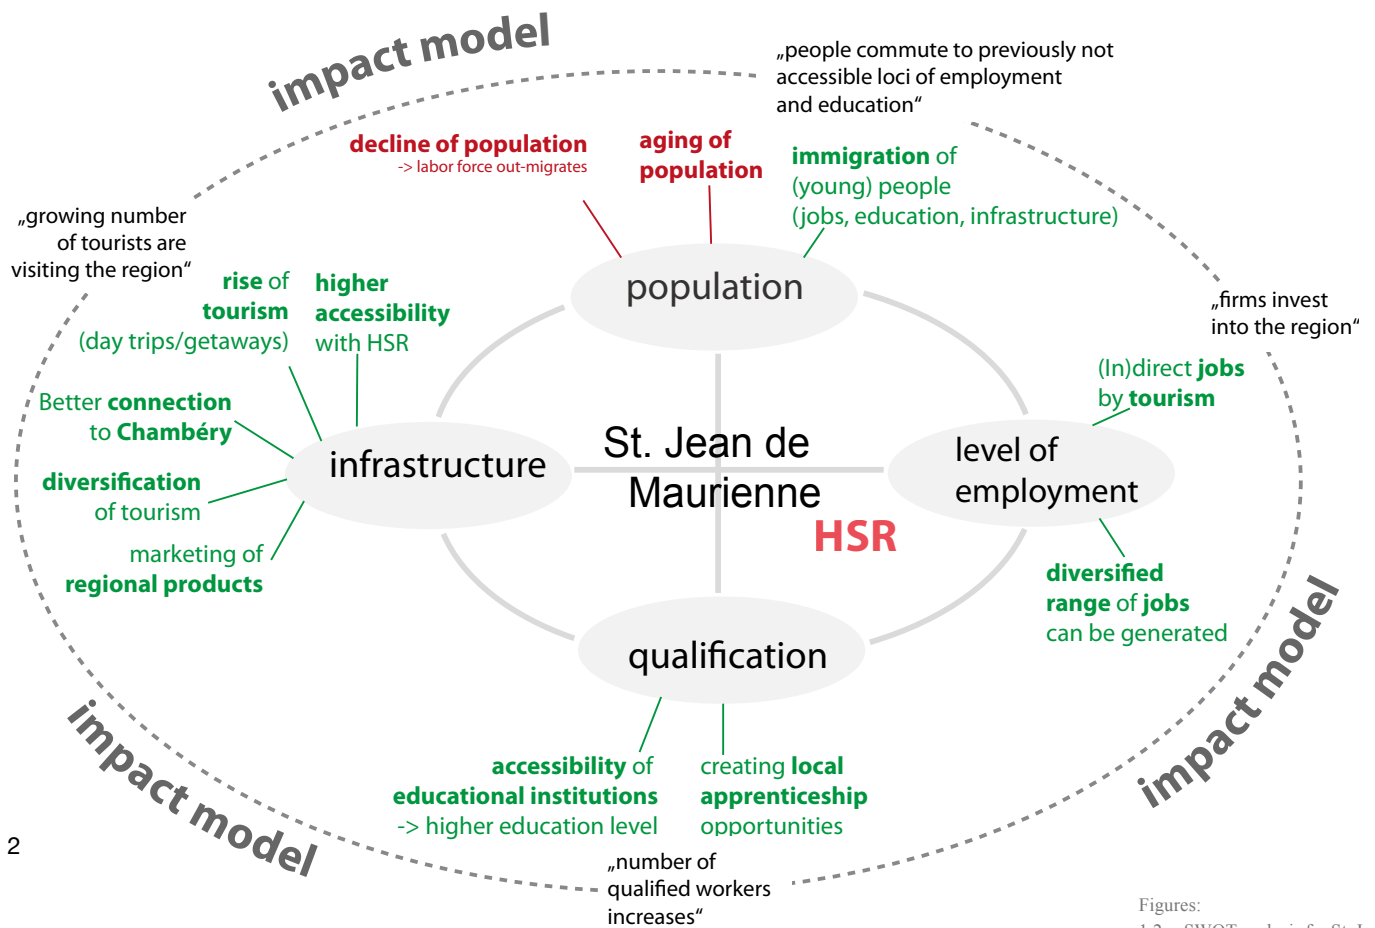 impact model
„people commute to previously not
accessible loci of employment
and education“
decline of population
-> labor force out-migrates
aging of
population
immigration of
(young) people
(jobs, education, infrastructure)
„growing number
of tourists are
visiting the region“
rise of
tourism
(day trips/getaways)
higher
accessibility
with HSR
population
„firms invest
into the region“
(In)direct jobs
by tourism
Better connection
to Chambéry
infrastructure
St. Jean de
Maurienne
HSR
level of
employment
diversification
of tourism
marketing of
regional products
diversified
range of jobs
can be generated
qualification
impact model
impact model
accessibility of
educational institutions
-> higher education level
creating local
apprenticeship
opportunities
2
„number of
qualified workers
increases“
Figures: